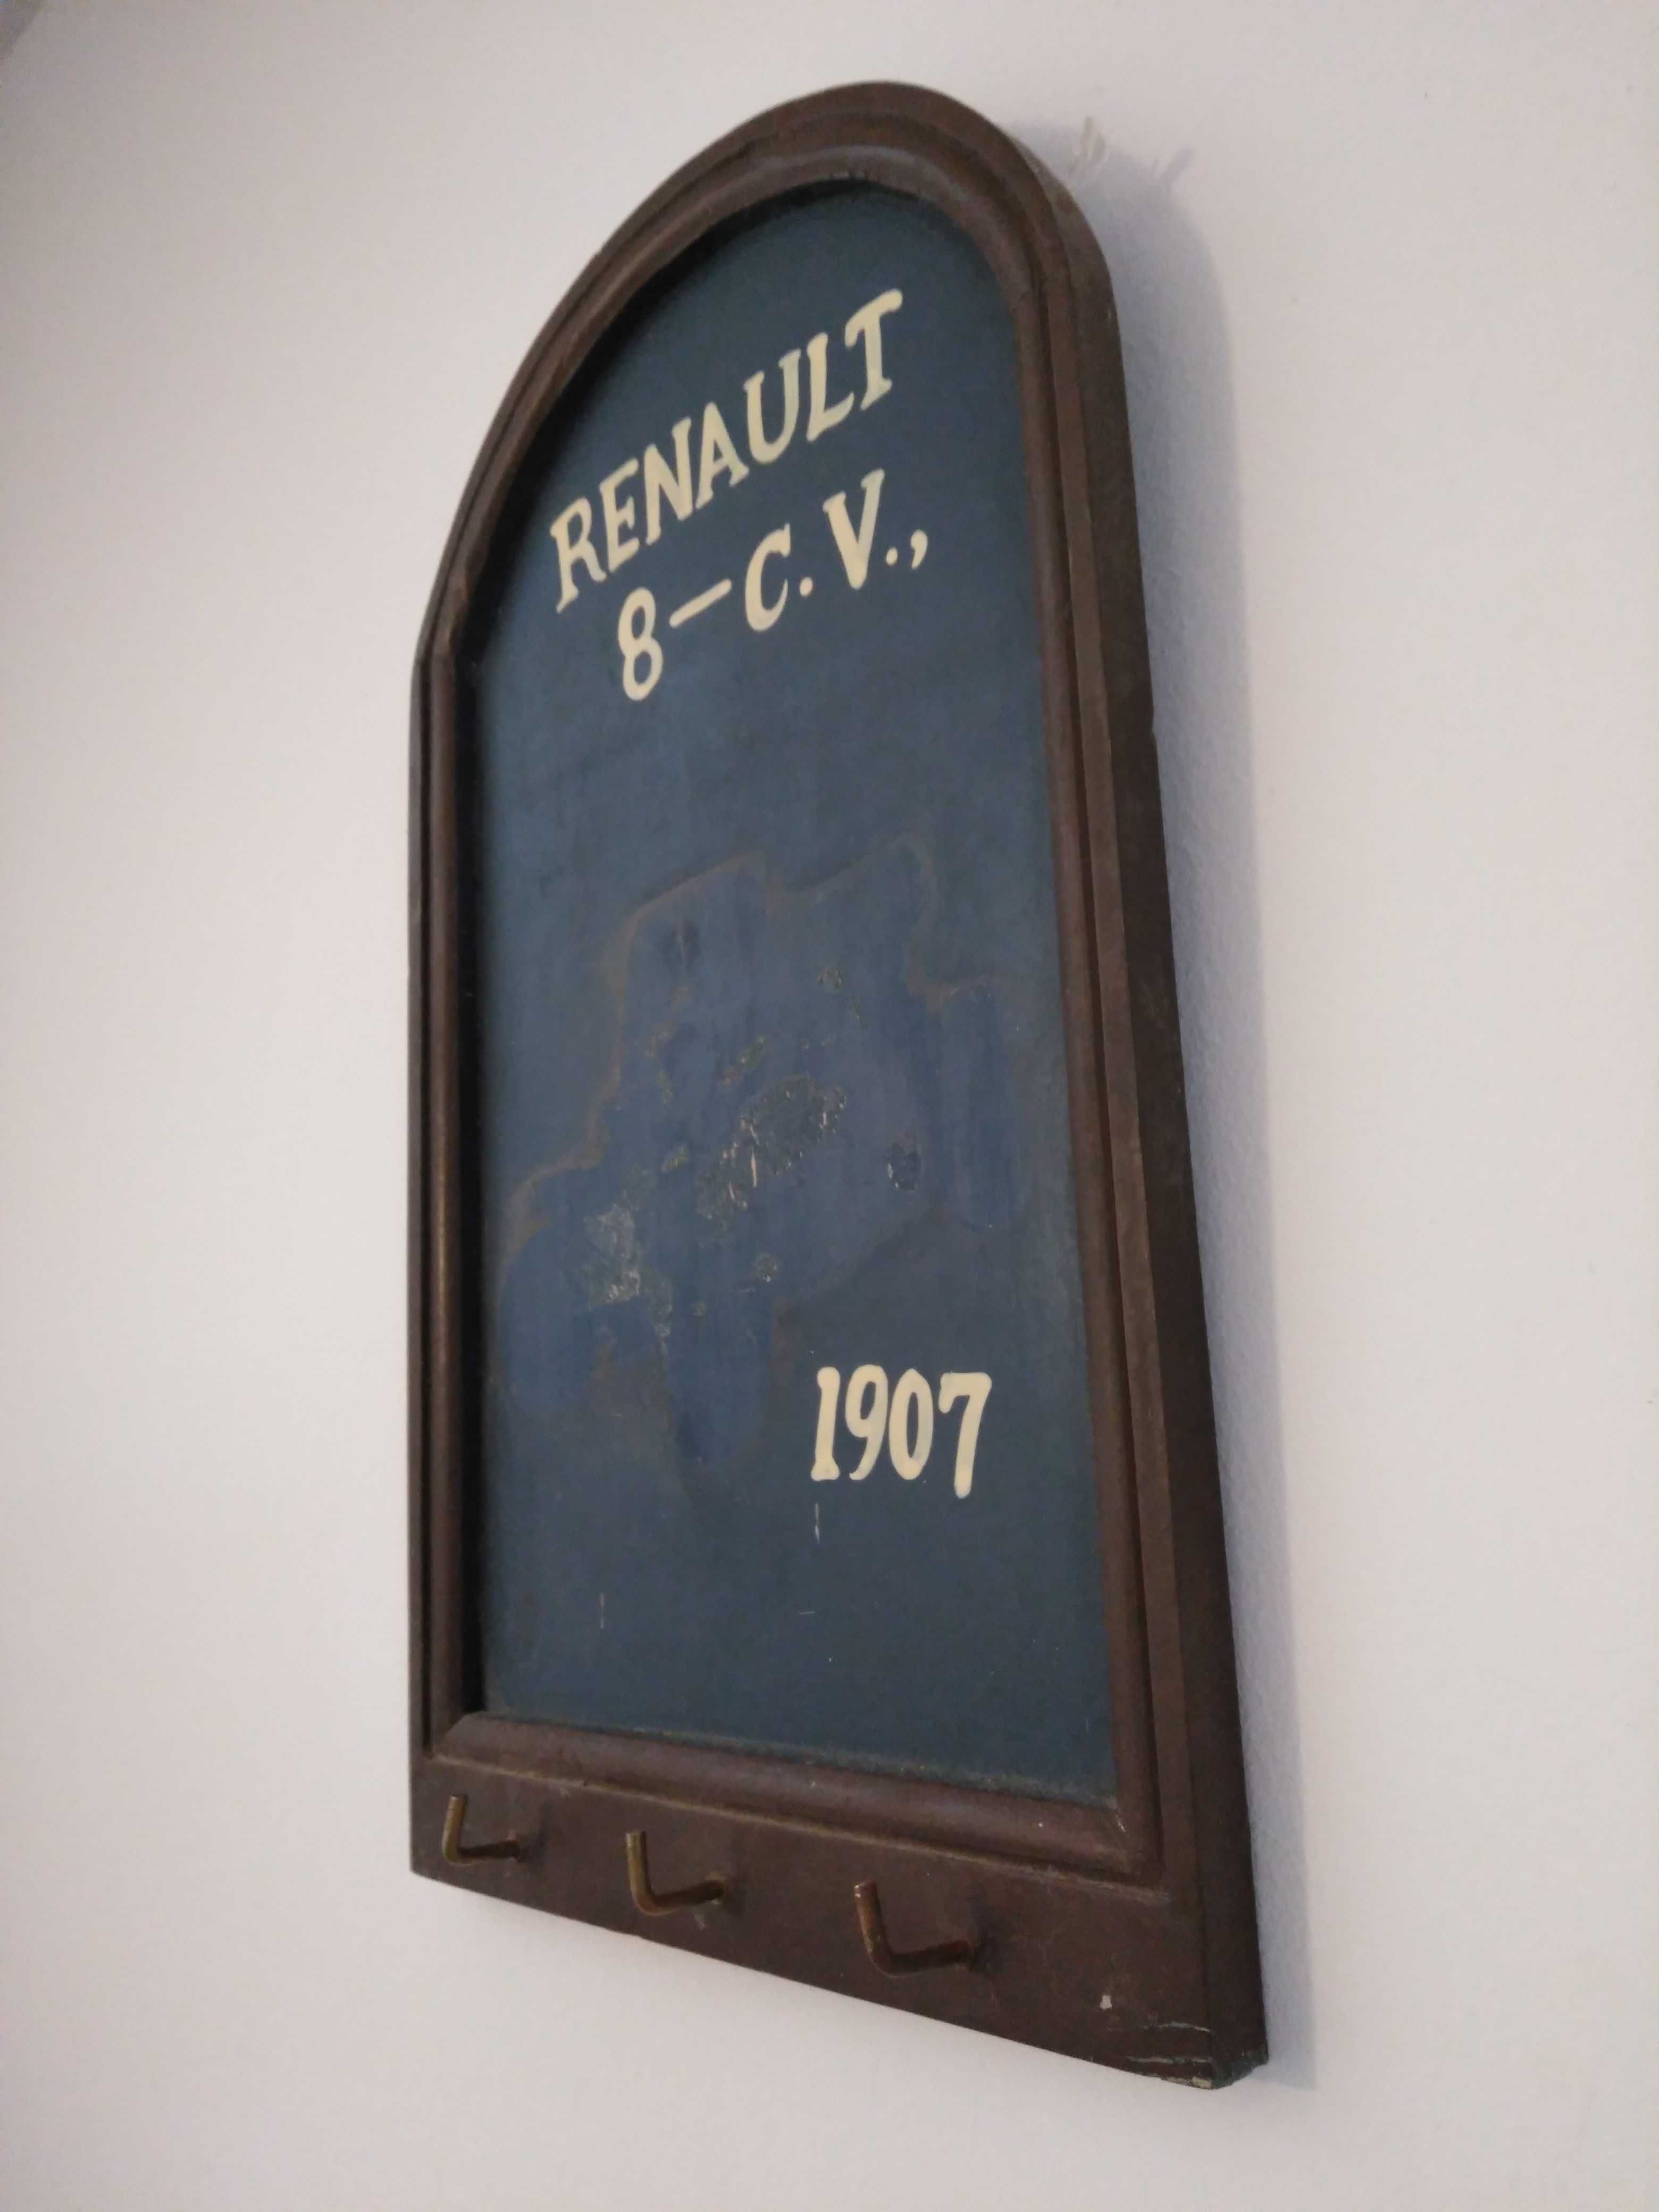 RENAULT
8-C.V.,
1907